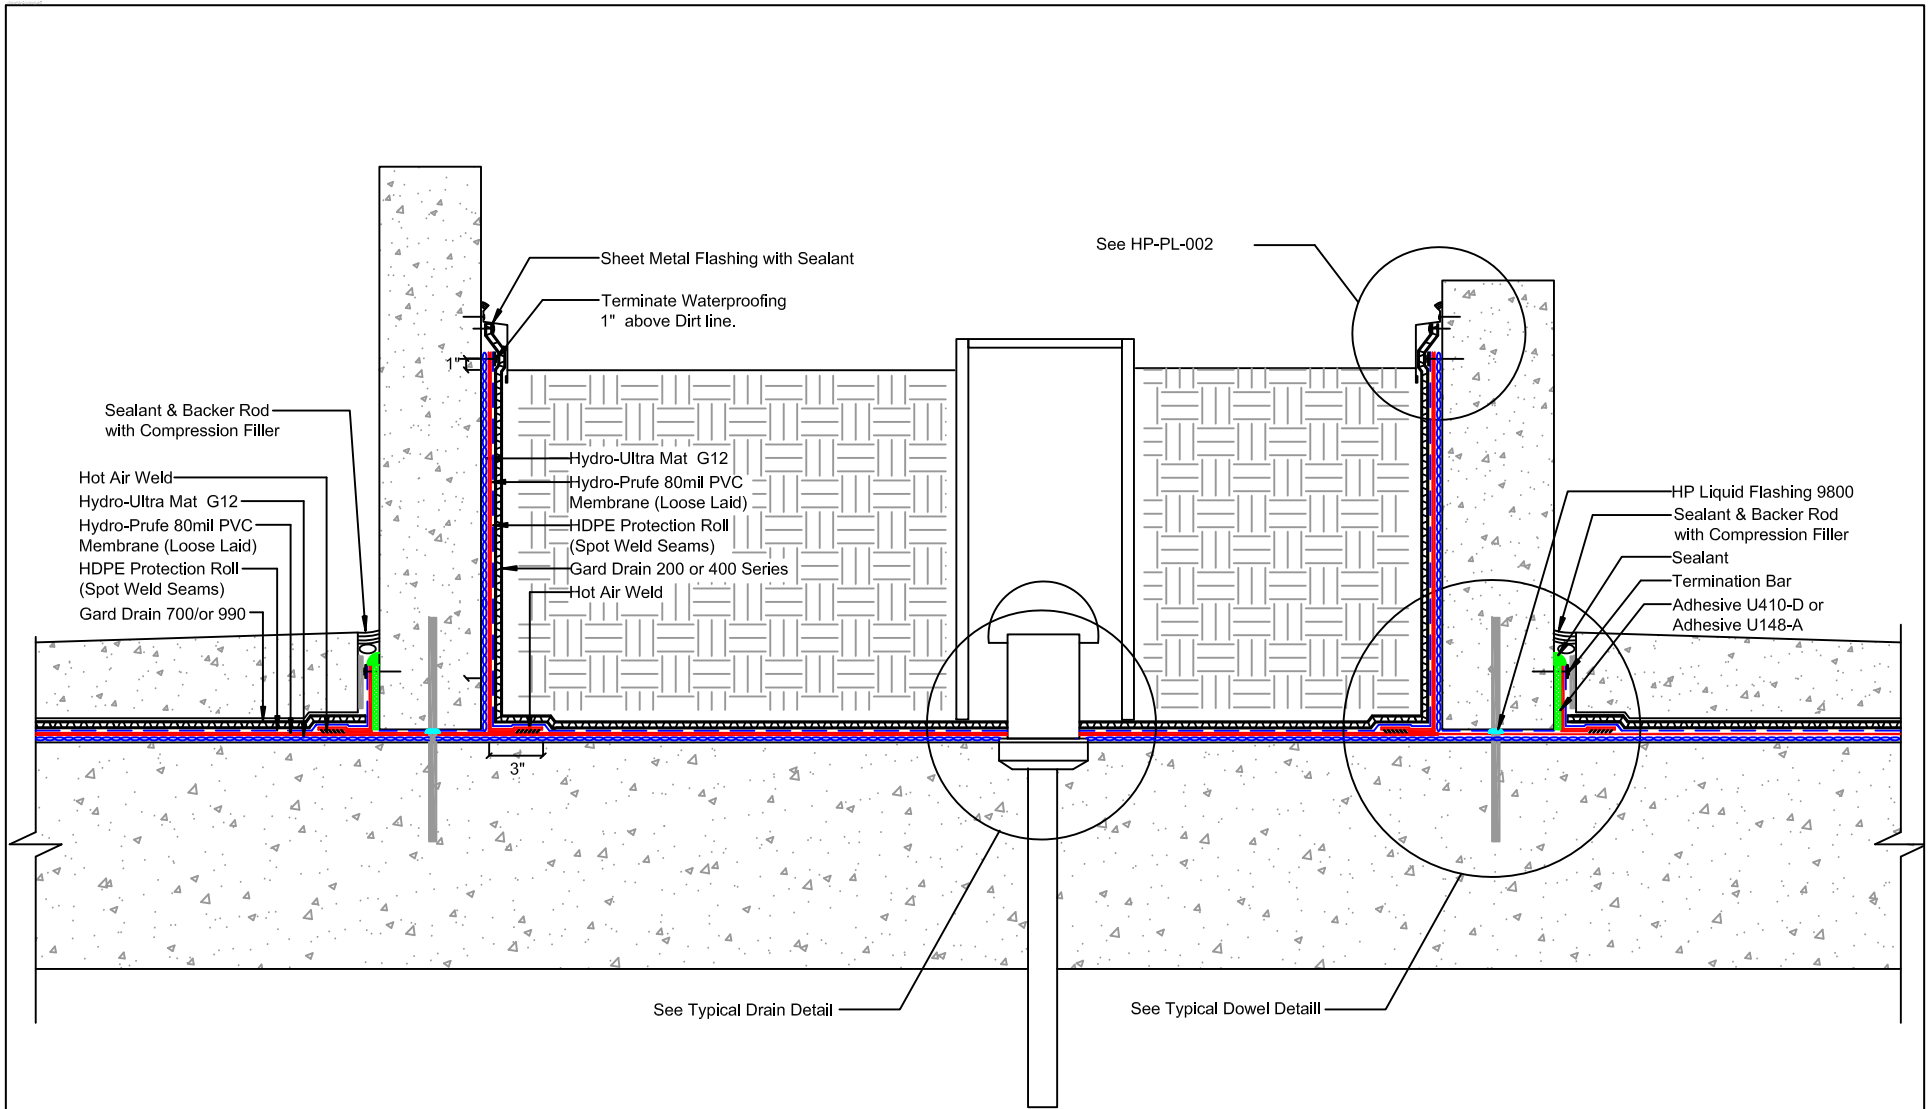 Sheet Metal Flashing with Sealant
Terminate Waterproofing
1" above Dirt line.
See HP-PL-002
1"
Sealant & Backer Rod
with Compression Filler
Hot Air Weld
Hydro-Ultra Mat G12
Hydro-Prufe 80mil PVC
Membrane (Loose Laid)
HDPE Protection Roll
(Spot Weld Seams)
Gard Drain 700/or 990
Hydro-Ultra Mat G12
Hydro-Prufe 80mil PVC
Membrane (Loose Laid)
HDPE Protection Roll
(Spot Weld Seams)
Gard Drain 200 or 400 Series
Hot Air Weld
HP Liquid Flashing 9800
Sealant & Backer Rod
with Compression Filler
Sealant
Termination Bar
Adhesive U410-D or
Adhesive U148-A
3"
See Typical Drain Detail
See Typical Dowel Detaill